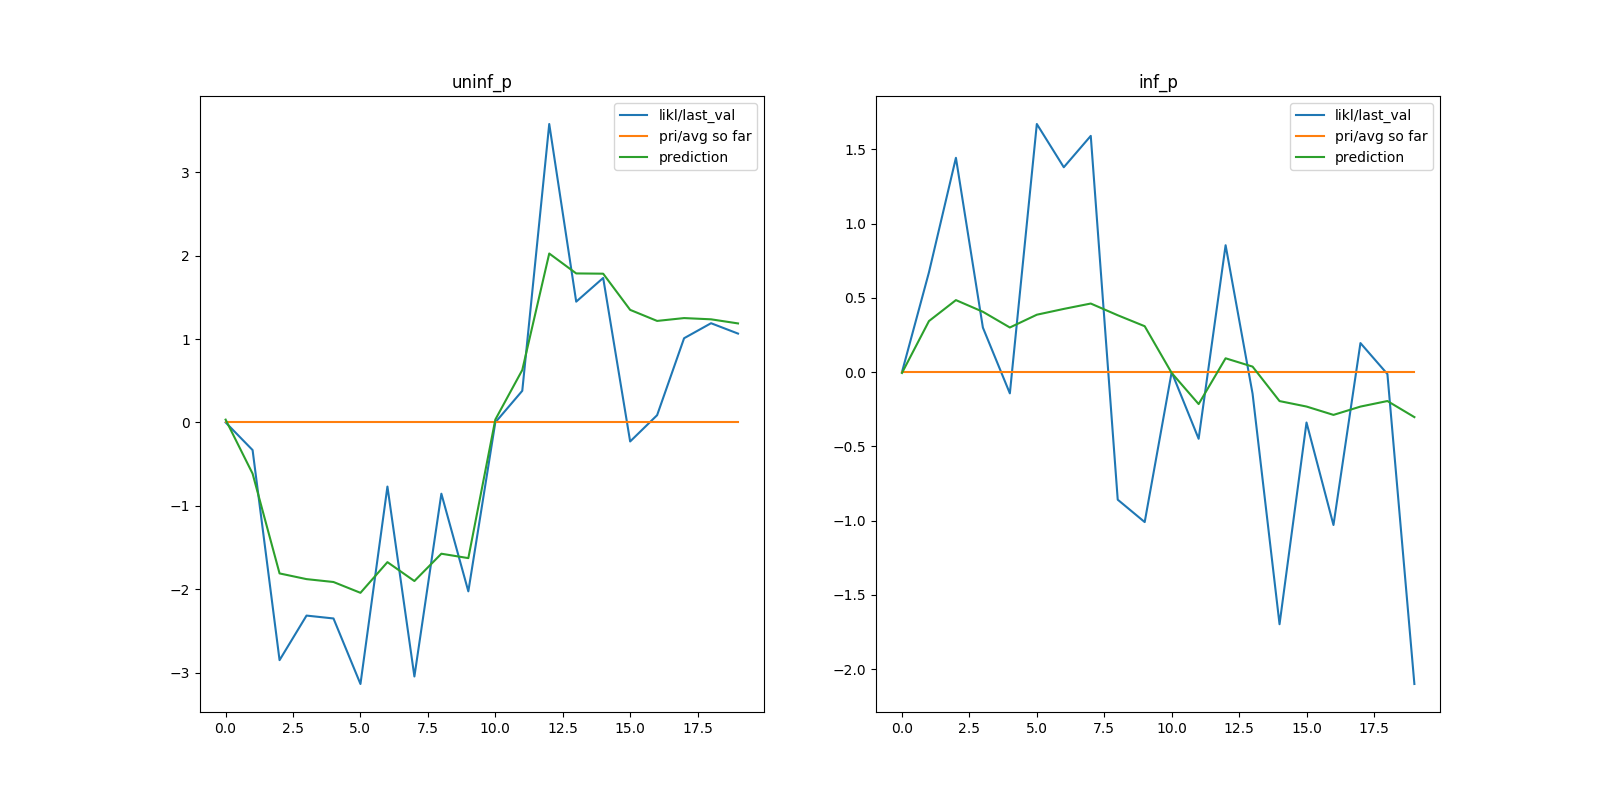 uninf_p
likl/last_val
pri/avg so far
prediction
3
2
1
0
−1
−2
−3
0.0 2.5 5.0 7.5 10.0 12.5 15.0 17.5
inf_p
likl/last_val
pri/avg so far
prediction
1.5
1.0
0.5
0.0
−0.5
−1.0
−1.5
−2.0
0.0 2.5 5.0 7.5 10.0 12.5 15.0 17.5